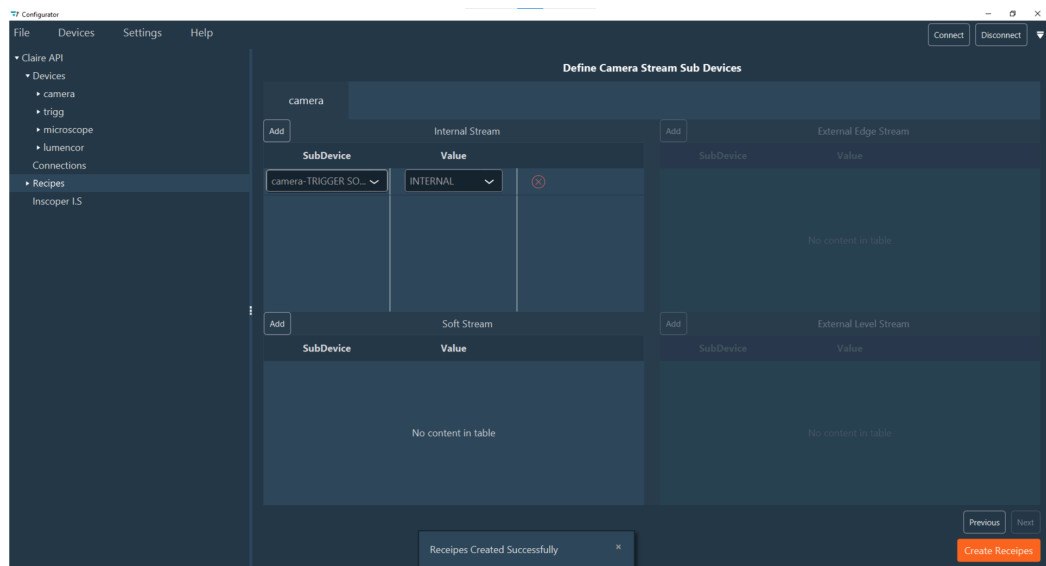 Configurator
File Devices Settings Help
Connect Disconnect
Claire API
Devices
camera
trigg
microscope
lumencor
Connections
Recipes
Inscoper I.S
Define Camera Stream Sub Devices
camera
Add Internal Stream
SubDevice Value
camera-TRIGGER SO... INTERNAL
Add External Edge Stream
SubDevice Value
No content in table
Add Soft Stream
SubDevice Value
No content in table
Add External Level Stream
SubDevice Value
No content in table
Previous Next
Receipes Created Successfully
Create Receipes